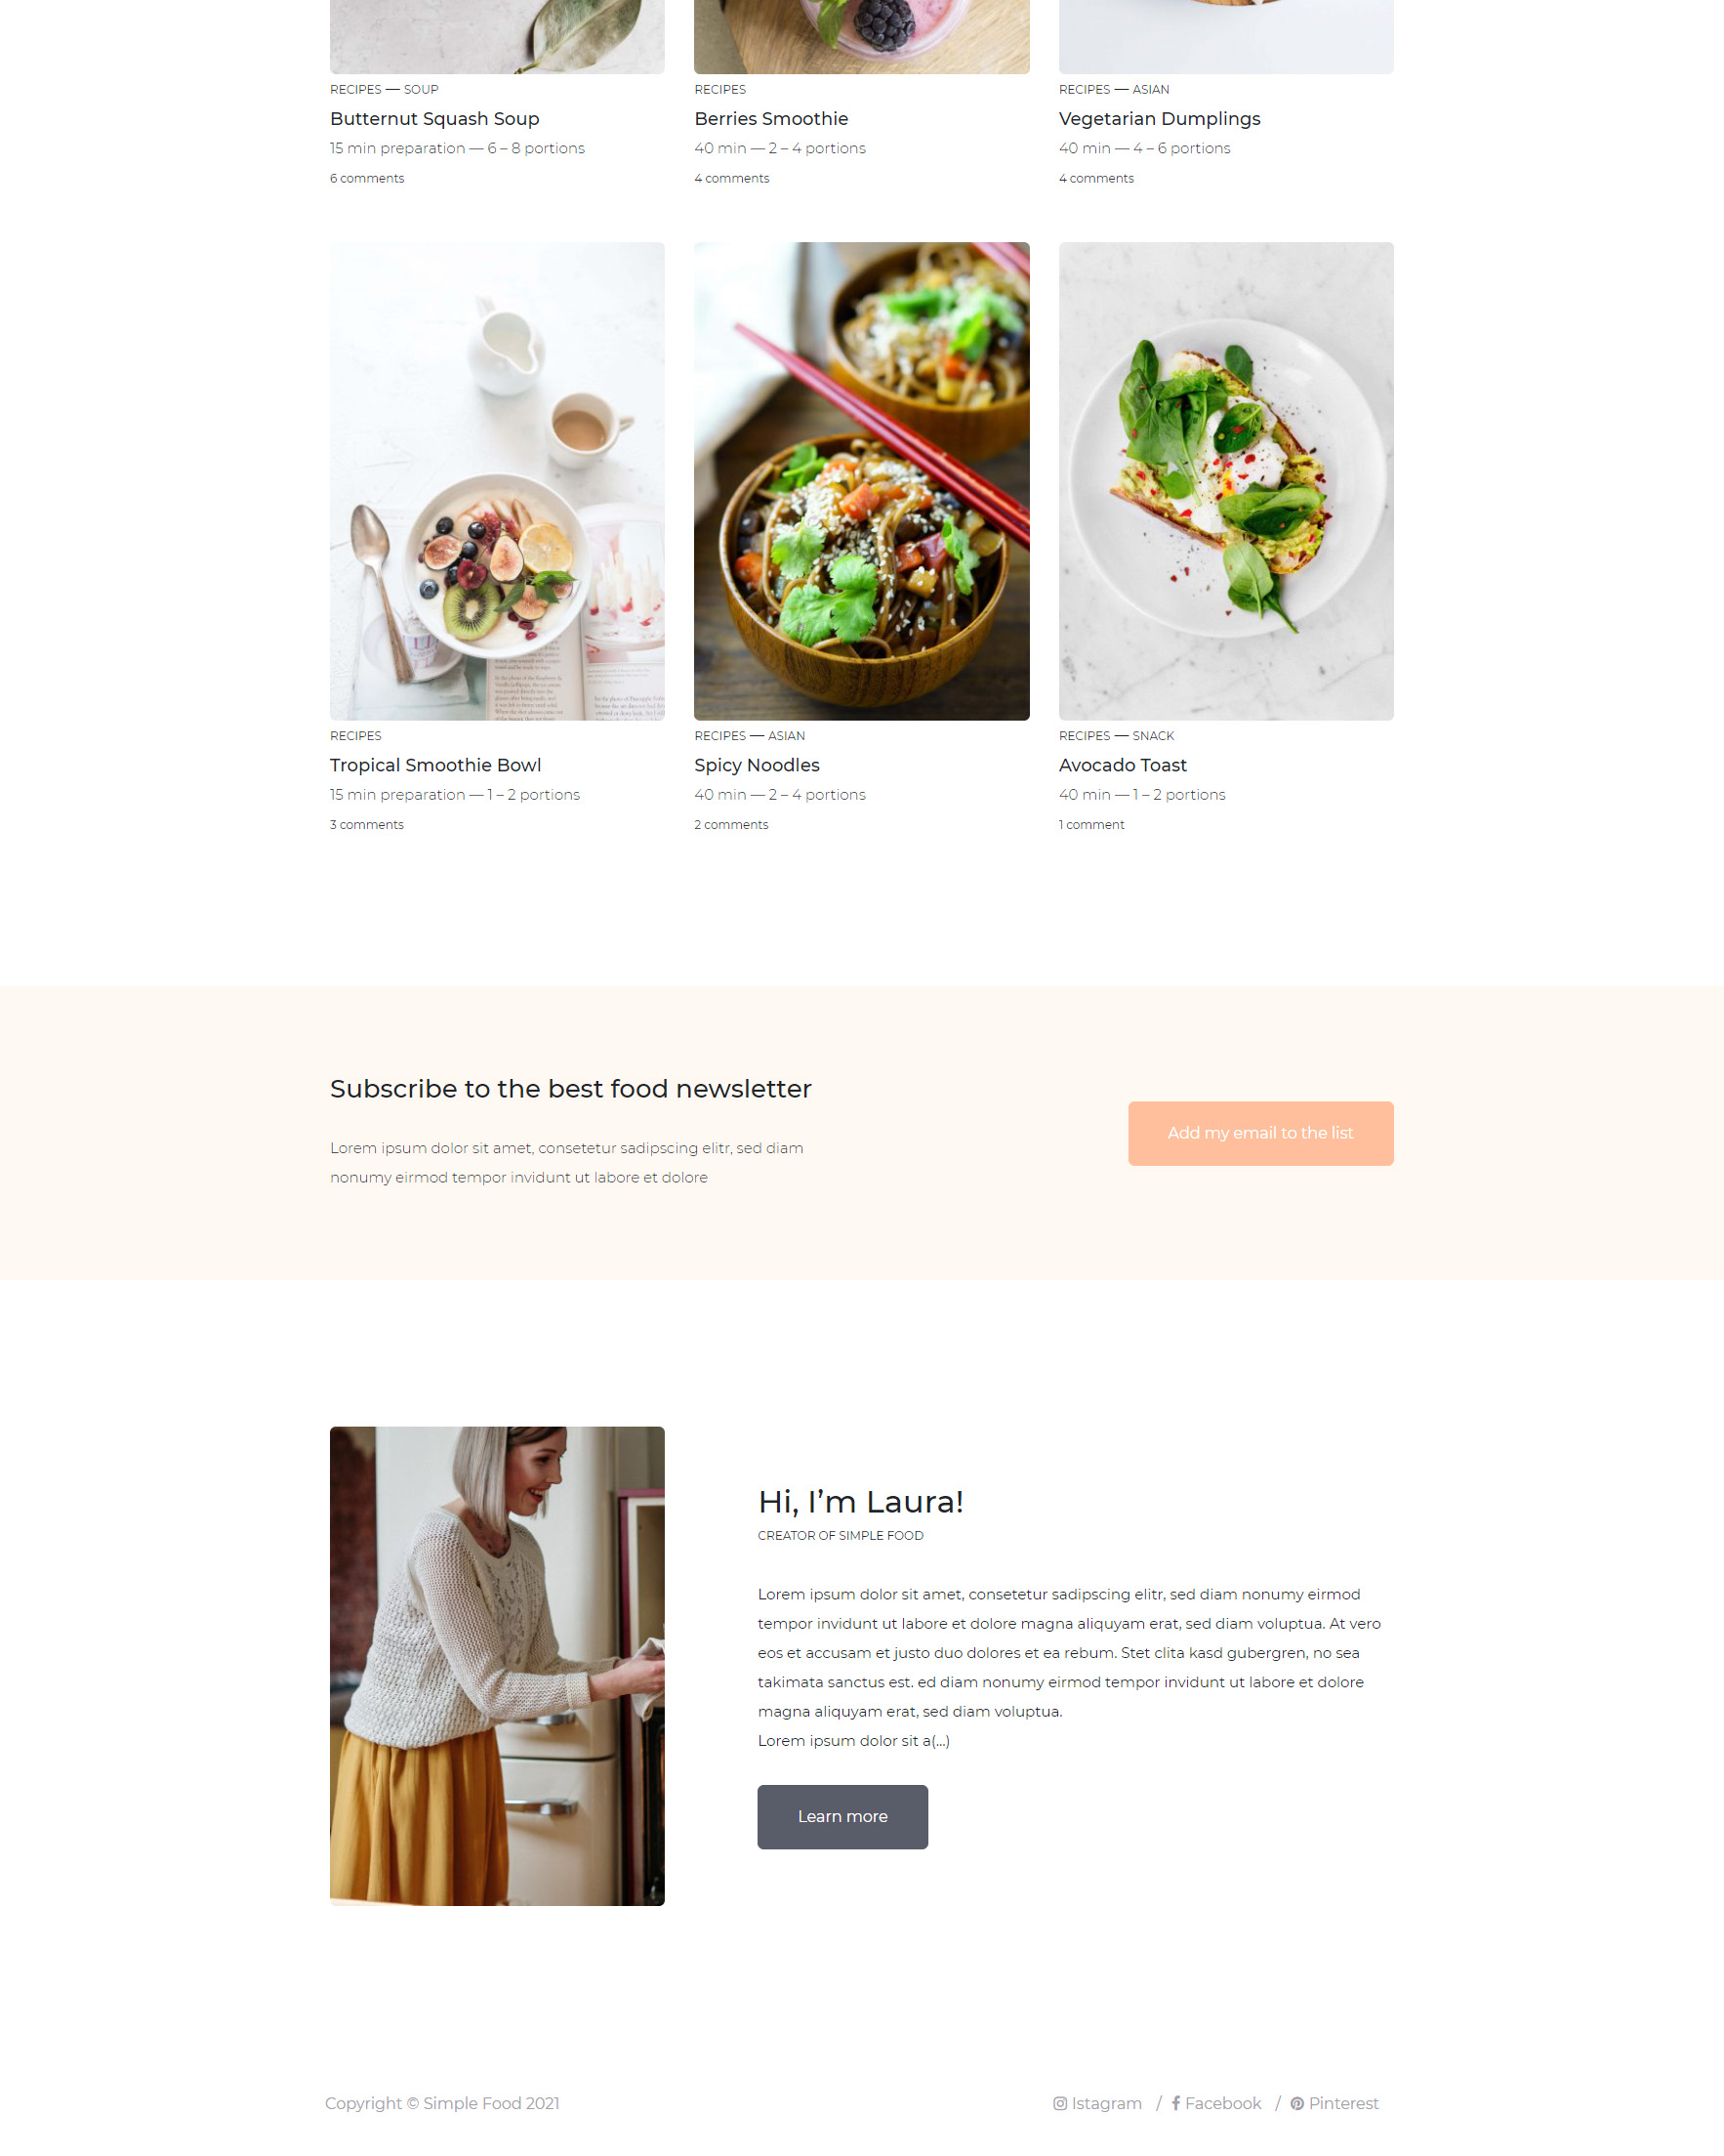 RECIPES — SOUP
Butternut Squash Soup
15 min preparation — 6 – 8 portions
6 comments
RECIPES
Berries Smoothie
40 min — 2 – 4 portions
4 comments
RECIPES — ASIAN
Vegetarian Dumplings
40 min — 4 – 6 portions
4 comments
RECIPES
Tropical Smoothie Bowl
15 min preparation — 1 – 2 portions
3 comments
RECIPES — ASIAN
Spicy Noodles
40 min — 2 – 4 portions
2 comments
RECIPES — SNACK
Avocado Toast
40 min — 1 – 2 portions
1 comment
Subscribe to the best food newsletter
Lorem ipsum dolor sit amet, consetetur sadipscing elitr, sed diam
nonumy eirmod tempor invidunt ut labore et dolore
Add my email to the list
Hi, I’m Laura!
CREATOR OF SIMPLE FOOD
Lorem ipsum dolor sit amet, consetetur sadipscing elitr, sed diam nonumy eirmod
tempor invidunt ut labore et dolore magna aliquyam erat, sed diam voluptua. At vero
eos et accusam et justo duo dolores et ea rebum. Stet clita kasd gubergren, no sea
takimata sanctus est. ed diam nonumy eirmod tempor invidunt ut labore et dolore
magna aliquyam erat, sed diam voluptua.
Lorem ipsum dolor sit a(...)
Learn more
Copyright © Simple Food 2021
Istagram / Facebook / Pinterest